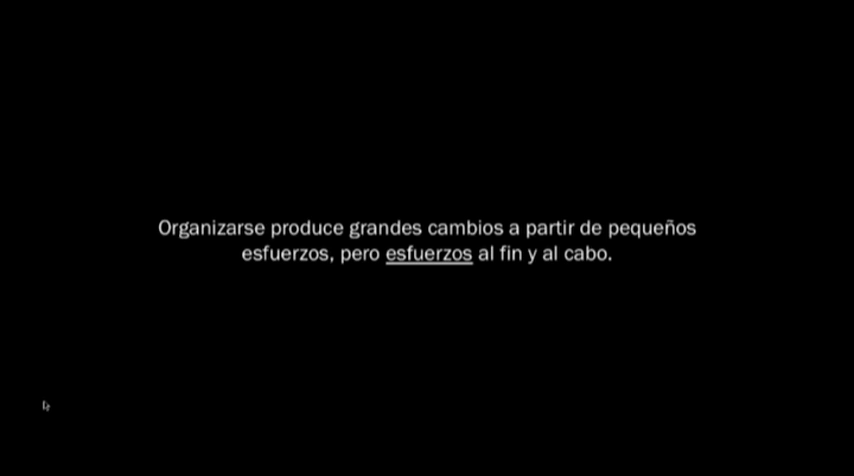 Organizarse produce grandes cambios a partir de pequeños
esfuerzos, pero esfuerzos al fin y al cabo.